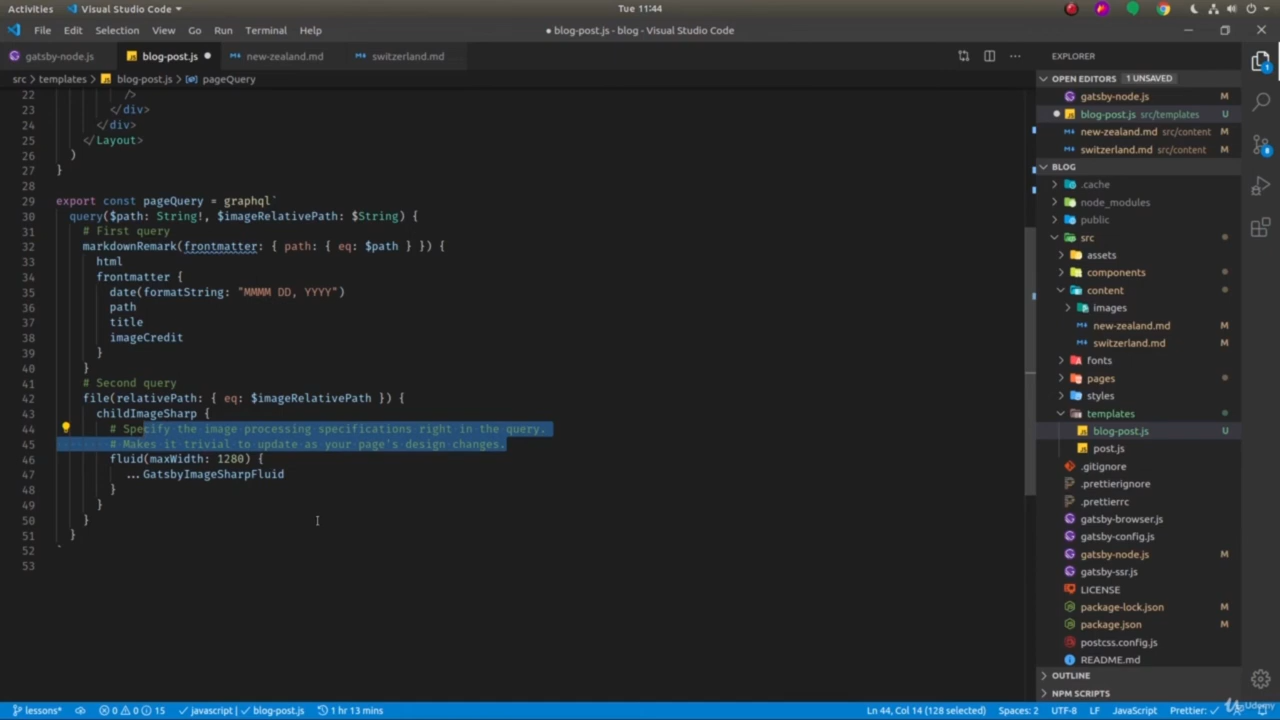 Activities Visual Studio Code Tue 11:44
File Edit Selection View Go Run Terminal Help ● blog-post.js - blog - Visual Studio Code
gatsby-node.js blog-post.js ● new-zealand.md switzerland.md
src > templates > blog-post.js > pageQuery
22 />
23 </div>
24 </div>
25 </Layout>
26 )
27 }
28
29 export const pageQuery = graphql`
30 query($path: String!, $imageRelativePath: $String) {
31 # First query
32 markdownRemark(frontmatter: { path: { eq: $path } }) {
33 html
34 frontmatter {
35 date(formatString: "MMMM DD, YYYY")
36 path
37 title
38 imageCredit
39 }
40 }
41 # Second query
42 file(relativePath: { eq: $imageRelativePath }) {
43 childImageSharp {
44 # Specify the image processing specifications right in the query.
45 # Makes it trivial to update as your page's design changes.
46 fluid(maxWidth: 1280) {
47 ...GatsbyImageSharpFluid
48 }
49 }
50 }
51 }
52 `
53
EXPLORER
OPEN EDITORS 1 UNSAVED
gatsby-node.js M
● blog-post.js src/templates U
new-zealand.md src/content M
switzerland.md src/content M
BLOG
.cache
node_modules
public
src
assets
components
content
images
new-zealand.md M
switzerland.md M
fonts
pages
styles
templates
blog-post.js U
post.js
.gitignore
.prettierignore
.prettierrc
gatsby-browser.js
gatsby-config.js
gatsby-node.js M
gatsby-ssr.js
LICENSE
package-lock.json M
package.json M
postcss.config.js
README.md
OUTLINE
NPM SCRIPTS
1
8
lessons* 0 0 15 javascript | blog-post.js 1 hr 13 mins Ln 44, Col 14 (128 selected) Spaces: 2 UTF-8 LF JavaScript Prettier: ✓
Udemy